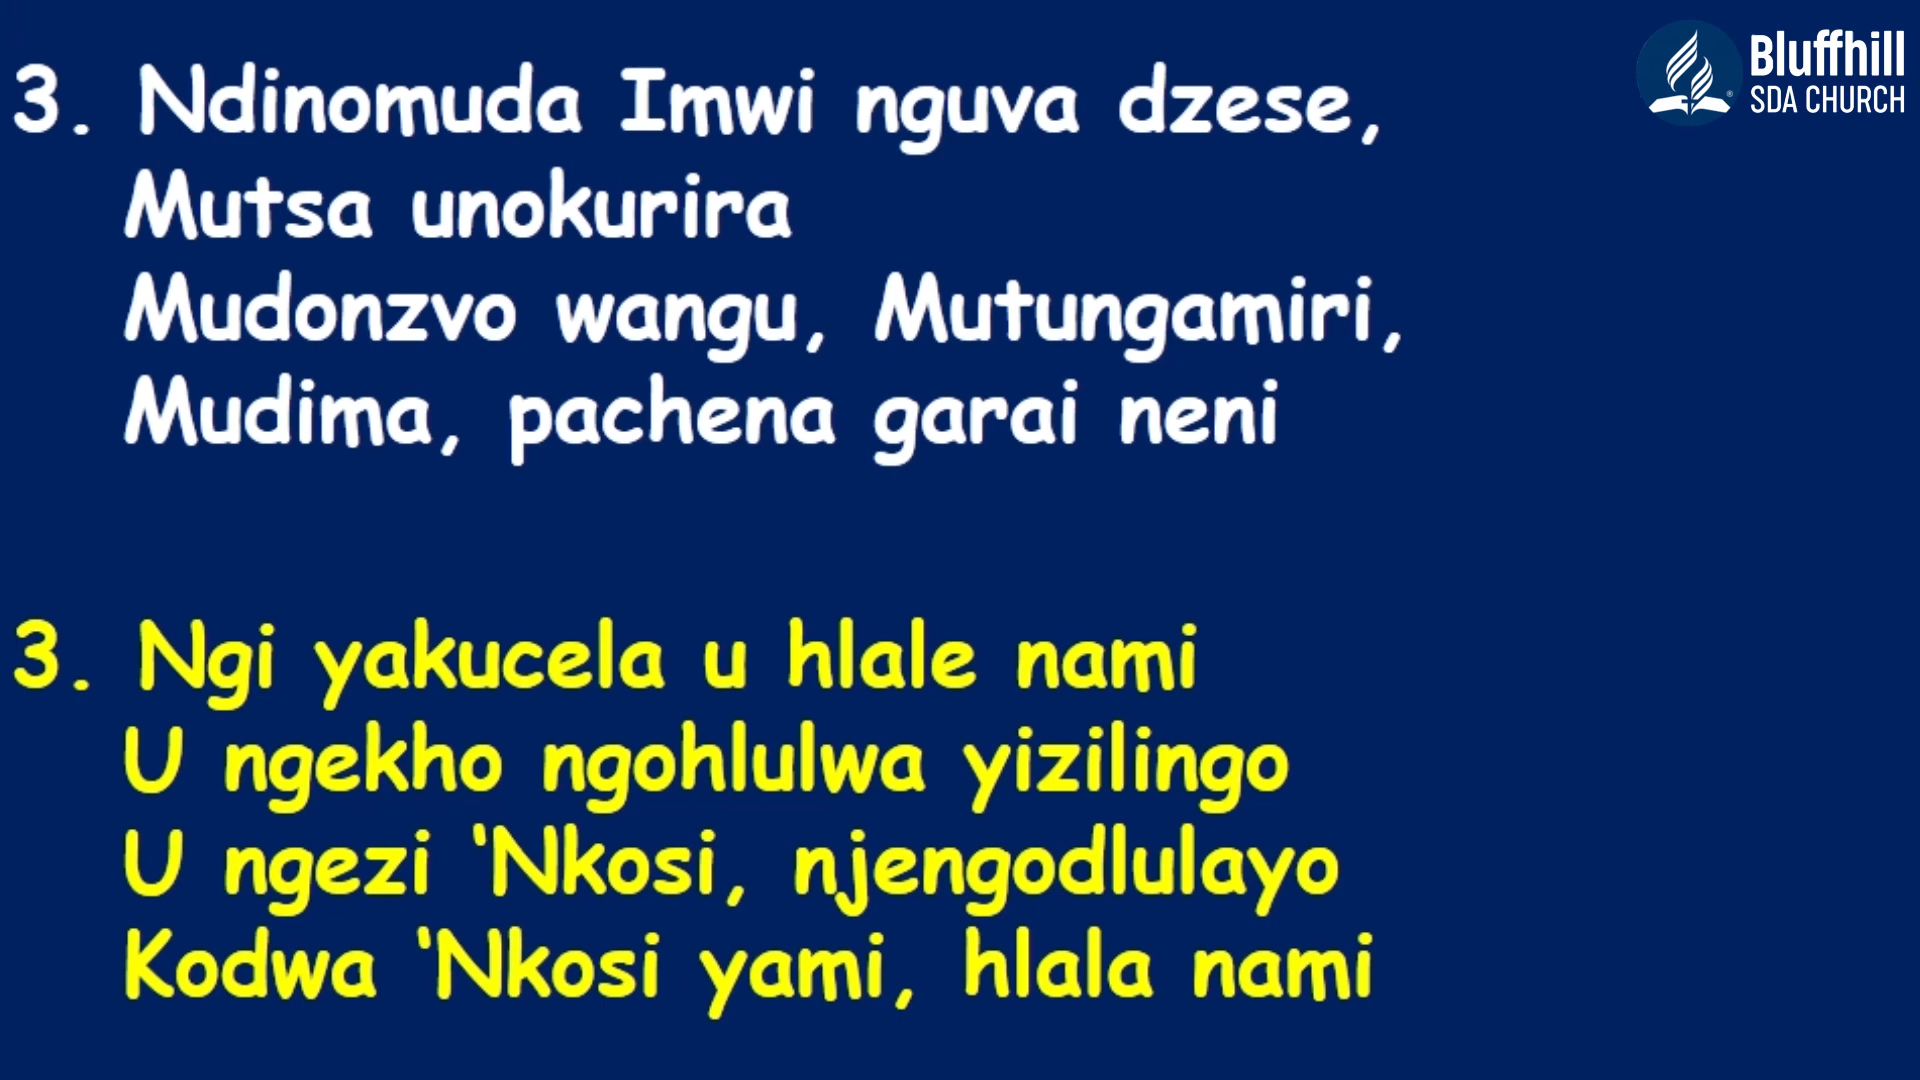 Bluffhill
SDA CHURCH
3. Ndinomuda Imwi nguva dzese,
Mutsa unokurira
Mudonzvo wangu, Mutungamiri,
Mudima, pachena garai neni
3. Ngi yakucela u hlale nami
U ngekho ngohlulwa yizilingo
U ngezi ‘Nkosi, njengodlulayo
Kodwa ‘Nkosi yami, hlala nami